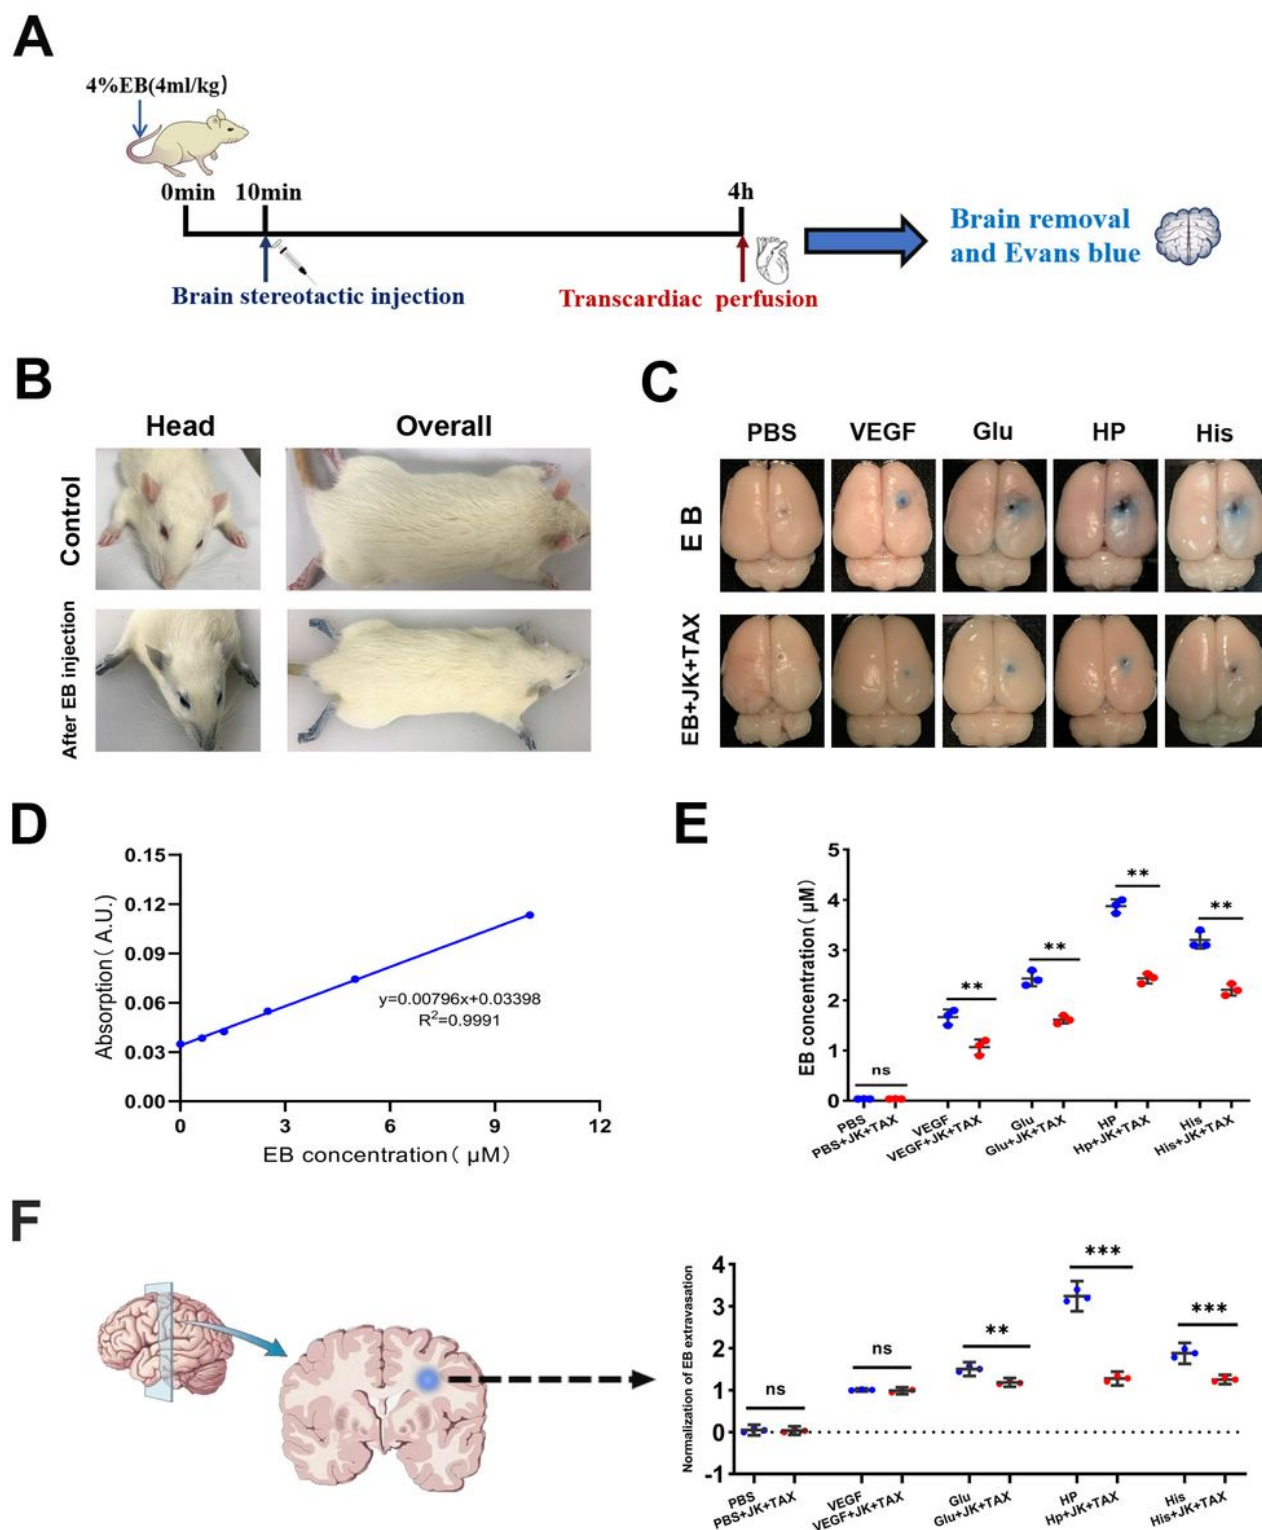 A
4%EB(4ml/kg)
0min 10min 4h
Brain stereotactic injection
Transcardiac perfusion
Brain removal
and Evans blue
B
Head Overall
Control
After EB injection
C
PBS VEGF Glu HP His
E B
EB+JK+TAX
D
Absorption( A.U.)
0.15
0.12
0.09
0.06
0.03
0.00
y=0.00796x+0.03398
R²=0.9991
0 3 6 9 12
EB concentration( μM)
E
EB concentration( μM)
5
4
3
2
1
0
ns
**
**
**
**
PBS
PBS+JK+TAX
VEGF
VEGF+JK+TAX
Glu
Glu+JK+TAX
HP
Hp+JK+TAX
His
His+JK+TAX
F
Normalization of EB extravasation
4
3
2
1
0
-1
ns
ns
**
***
***
PBS
PBS+JK+TAX
VEGF
VEGF+JK+TAX
Glu
Glu+JK+TAX
HP
Hp+JK+TAX
His
His+JK+TAX